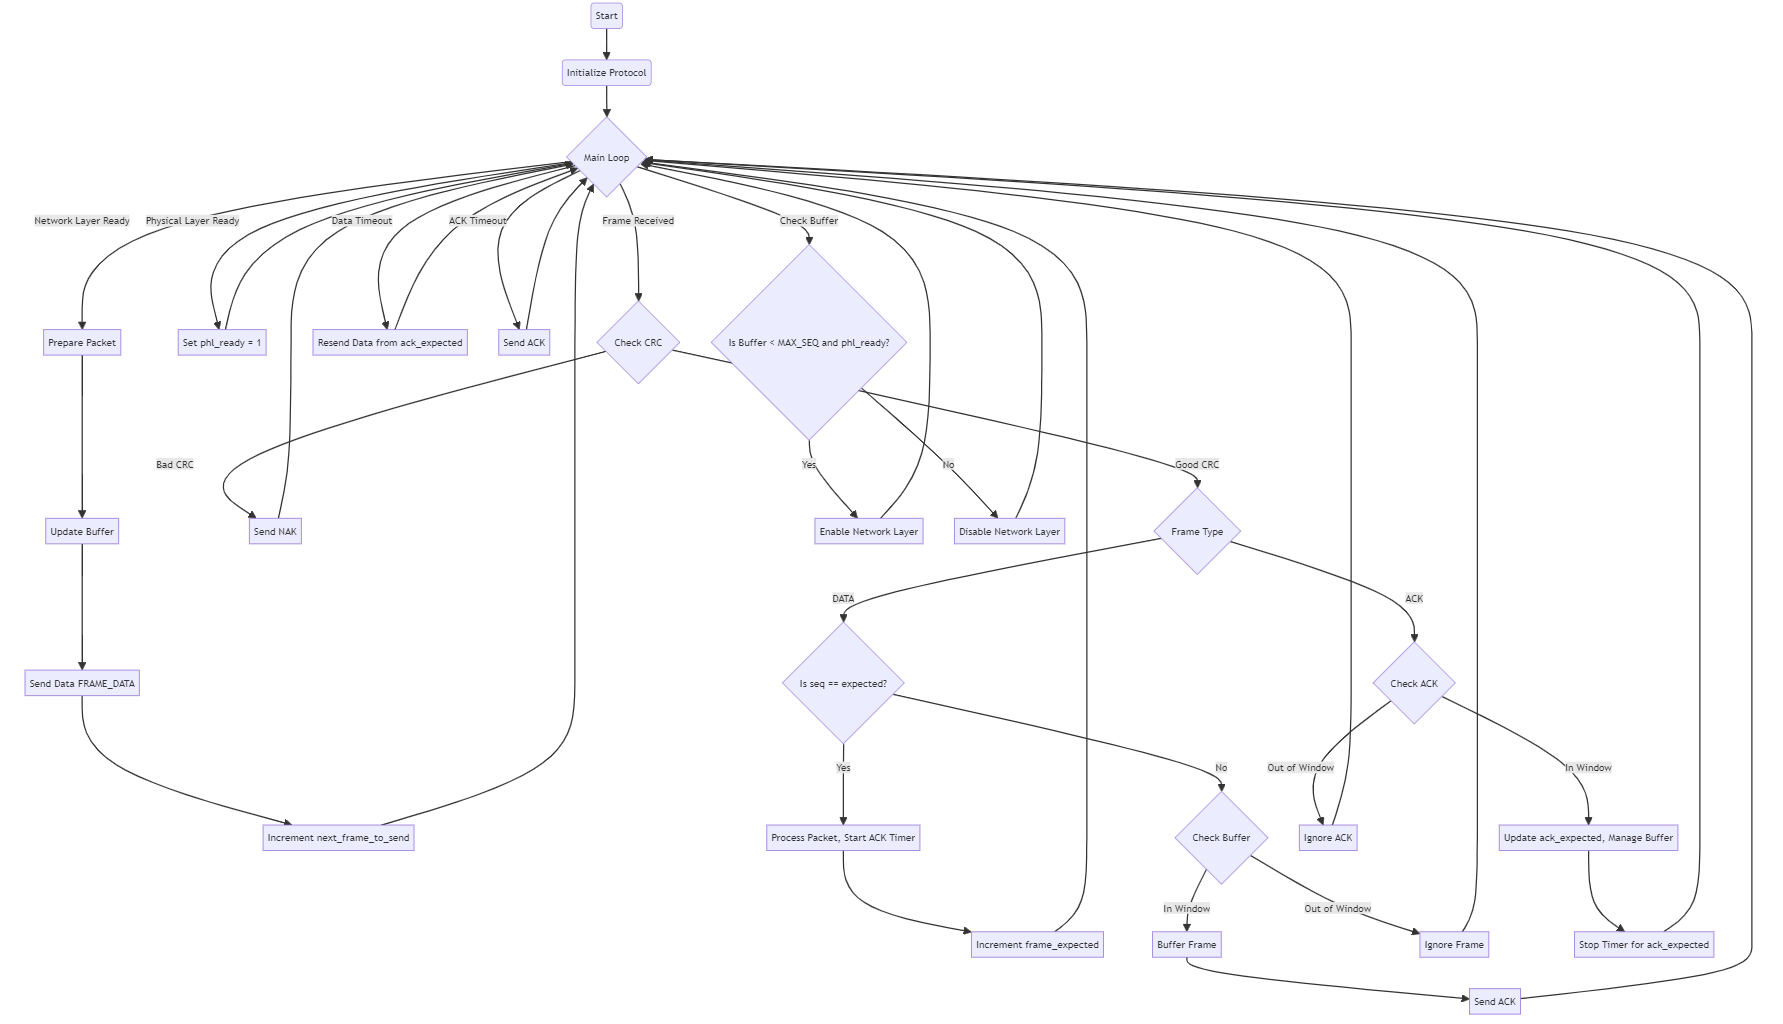 Start
Initialize Protocol
Main Loop
Network Layer Ready
Physical Layer Ready
Data Timeout
ACK Timeout
Frame Received
Check Buffer
Prepare Packet
Set phl_ready = 1
Resend Data from ack_expected
Send ACK
Check CRC
Is Buffer < MAX_SEQ and phl_ready?
Bad CRC
Yes
No
Good CRC
Update Buffer
Send NAK
Enable Network Layer
Disable Network Layer
Frame Type
DATA
ACK
Send Data FRAME_DATA
Is seq == expected?
Check ACK
Yes
No
Out of Window
In Window
Increment next_frame_to_send
Process Packet, Start ACK Timer
Check Buffer
Ignore ACK
Update ack_expected, Manage Buffer
In Window
Out of Window
Increment frame_expected
Buffer Frame
Ignore Frame
Stop Timer for ack_expected
Send ACK